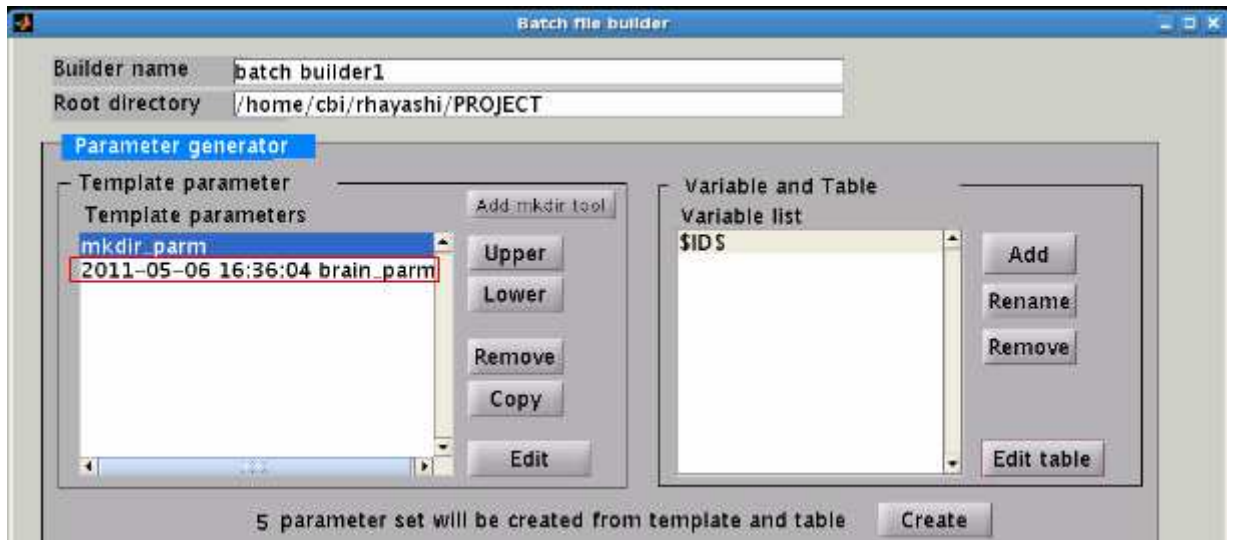 Batch file builder
Builder name batch builder1
Root directory /home/cbi/rhayashi/PROJECT
Parameter generator
Template parameter
Template parameters
mkdir_parm
2011-05-06 16:36:04 brain_parm
Add mkdir tool
Upper
Lower
Remove
Copy
Edit
Variable and Table
Variable list
$ID$
Add
Rename
Remove
Edit table
5 parameter set will be created from template and table Create